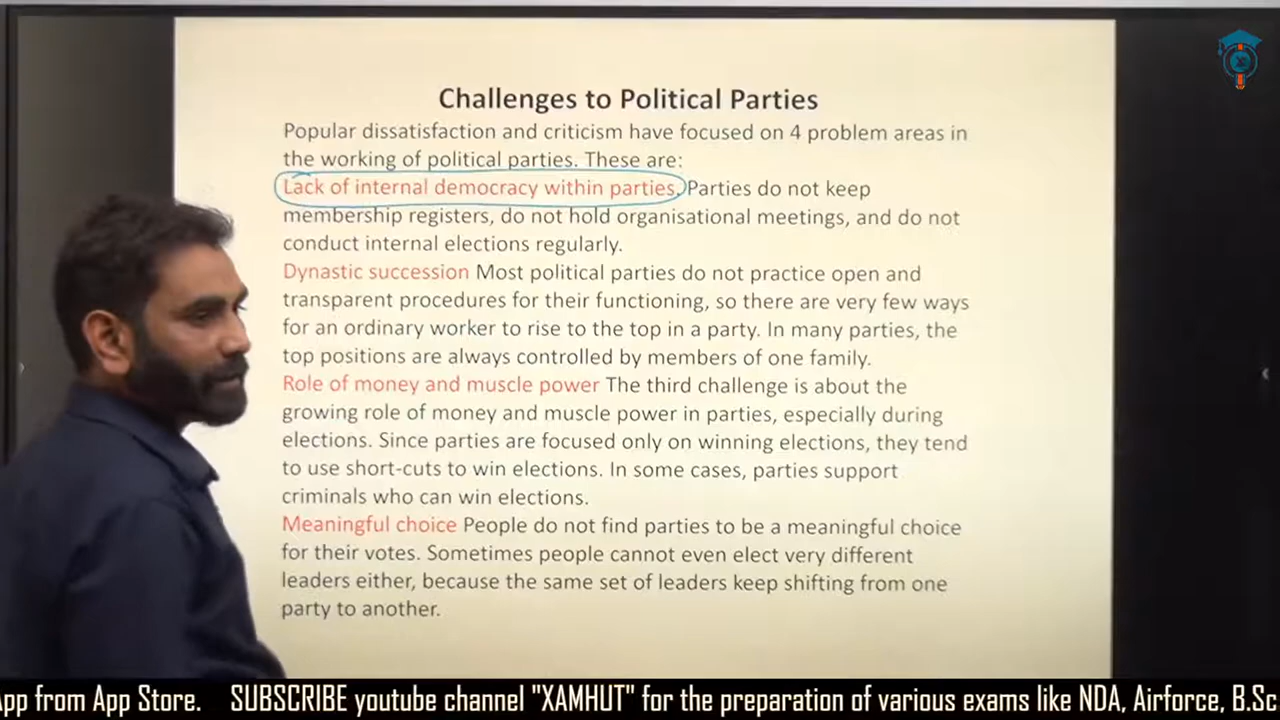 Challenges to Political Parties
Popular dissatisfaction and criticism have focused on 4 problem areas in
the working of political parties. These are:
Lack of internal democracy within parties. Parties do not keep
membership registers, do not hold organisational meetings, and do not
conduct internal elections regularly.
Dynastic succession Most political parties do not practice open and
transparent procedures for their functioning, so there are very few ways
for an ordinary worker to rise to the top in a party. In many parties, the
top positions are always controlled by members of one family.
Role of money and muscle power The third challenge is about the
growing role of money and muscle power in parties, especially during
elections. Since parties are focused only on winning elections, they tend
to use short-cuts to win elections. In some cases, parties support
criminals who can win elections.
Meaningful choice People do not find parties to be a meaningful choice
for their votes. Sometimes people cannot even elect very different
leaders either, because the same set of leaders keep shifting from one
party to another.
App from App Store. SUBSCRIBE youtube channel "XAMHUT" for the preparation of various exams like NDA, Airforce, B.Sc